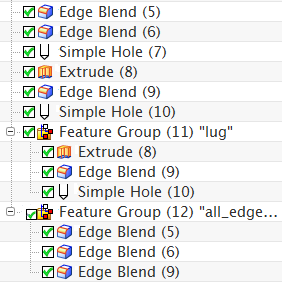 Edge Blend (5)
Edge Blend (6)
Simple Hole (7)
Extrude (8)
Edge Blend (9)
Simple Hole (10)
Feature Group (11) "lug"
Extrude (8)
Edge Blend (9)
Simple Hole (10)
Feature Group (12) "all_edge...
Edge Blend (5)
Edge Blend (6)
Edge Blend (9)